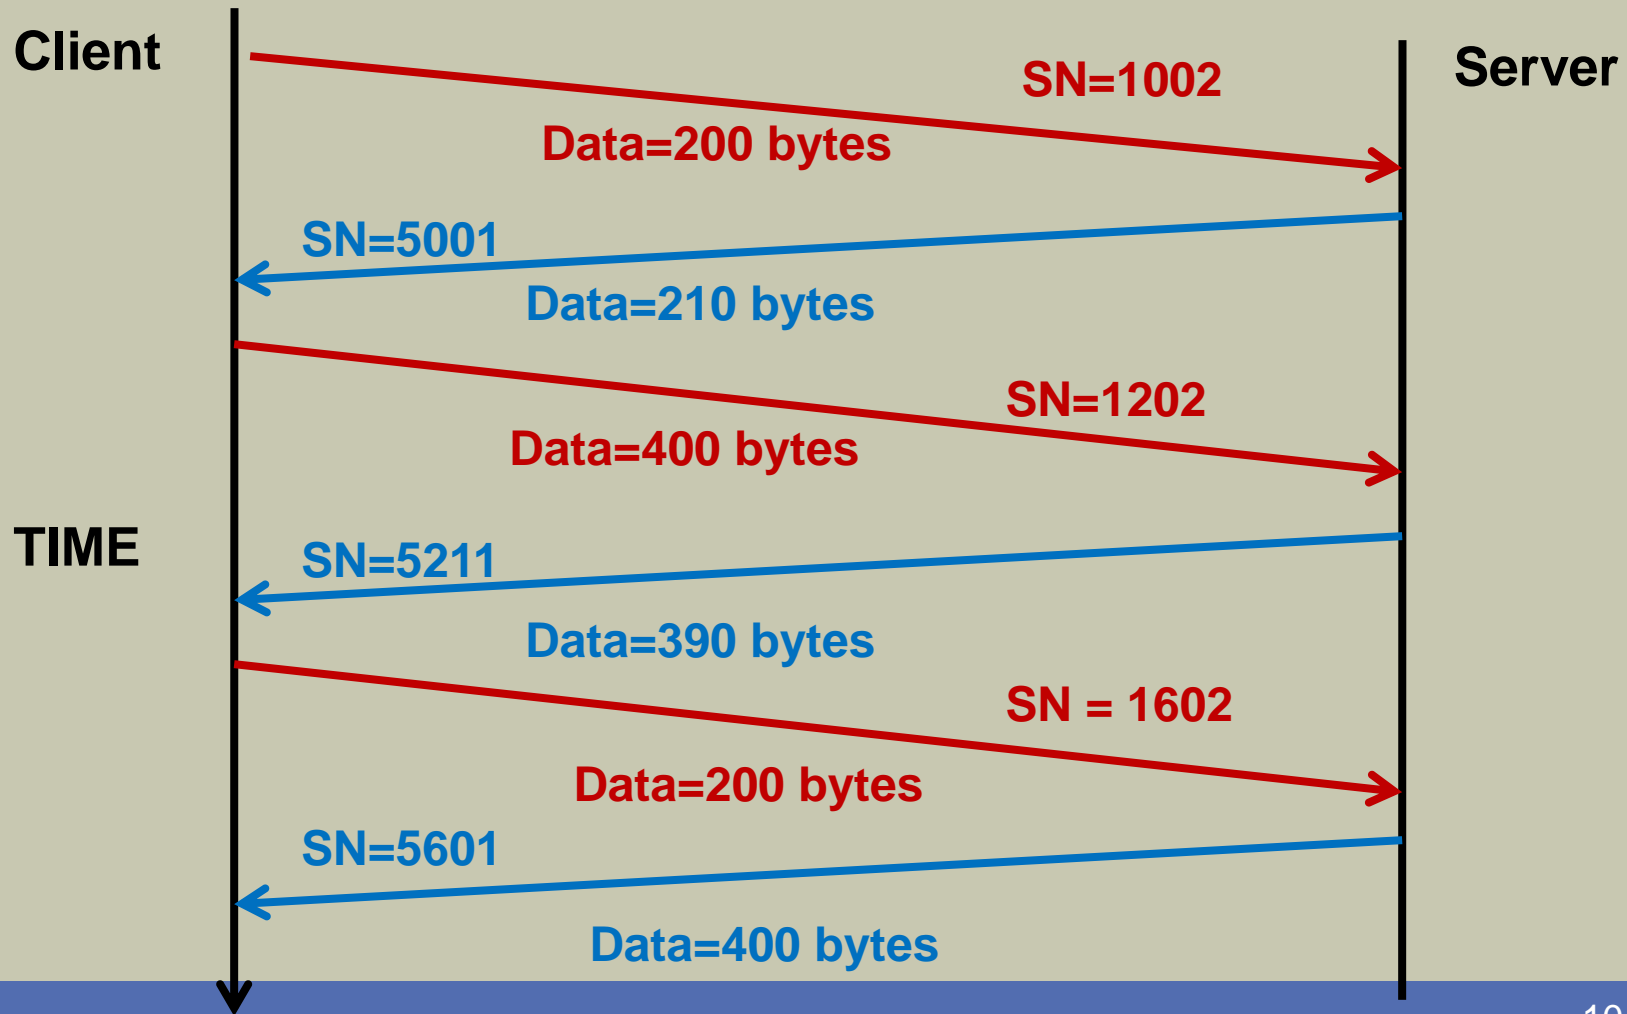 Client
Server
SN=1002
Data=200 bytes
SN=5001
Data=210 bytes
SN=1202
Data=400 bytes
TIME
SN=5211
Data=390 bytes
SN = 1602
Data=200 bytes
SN=5601
Data=400 bytes